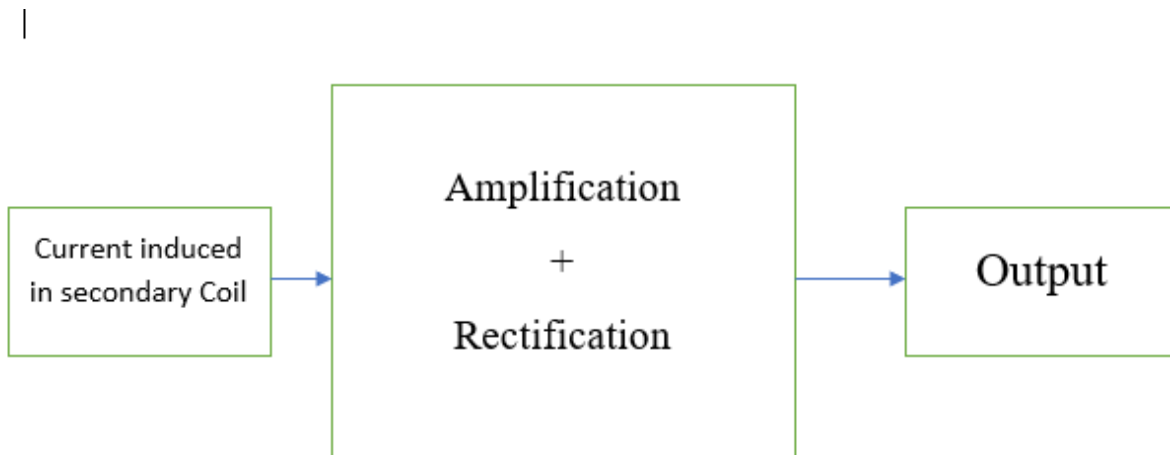 Amplification
+
Rectification
Current induced
in secondary Coil
Output